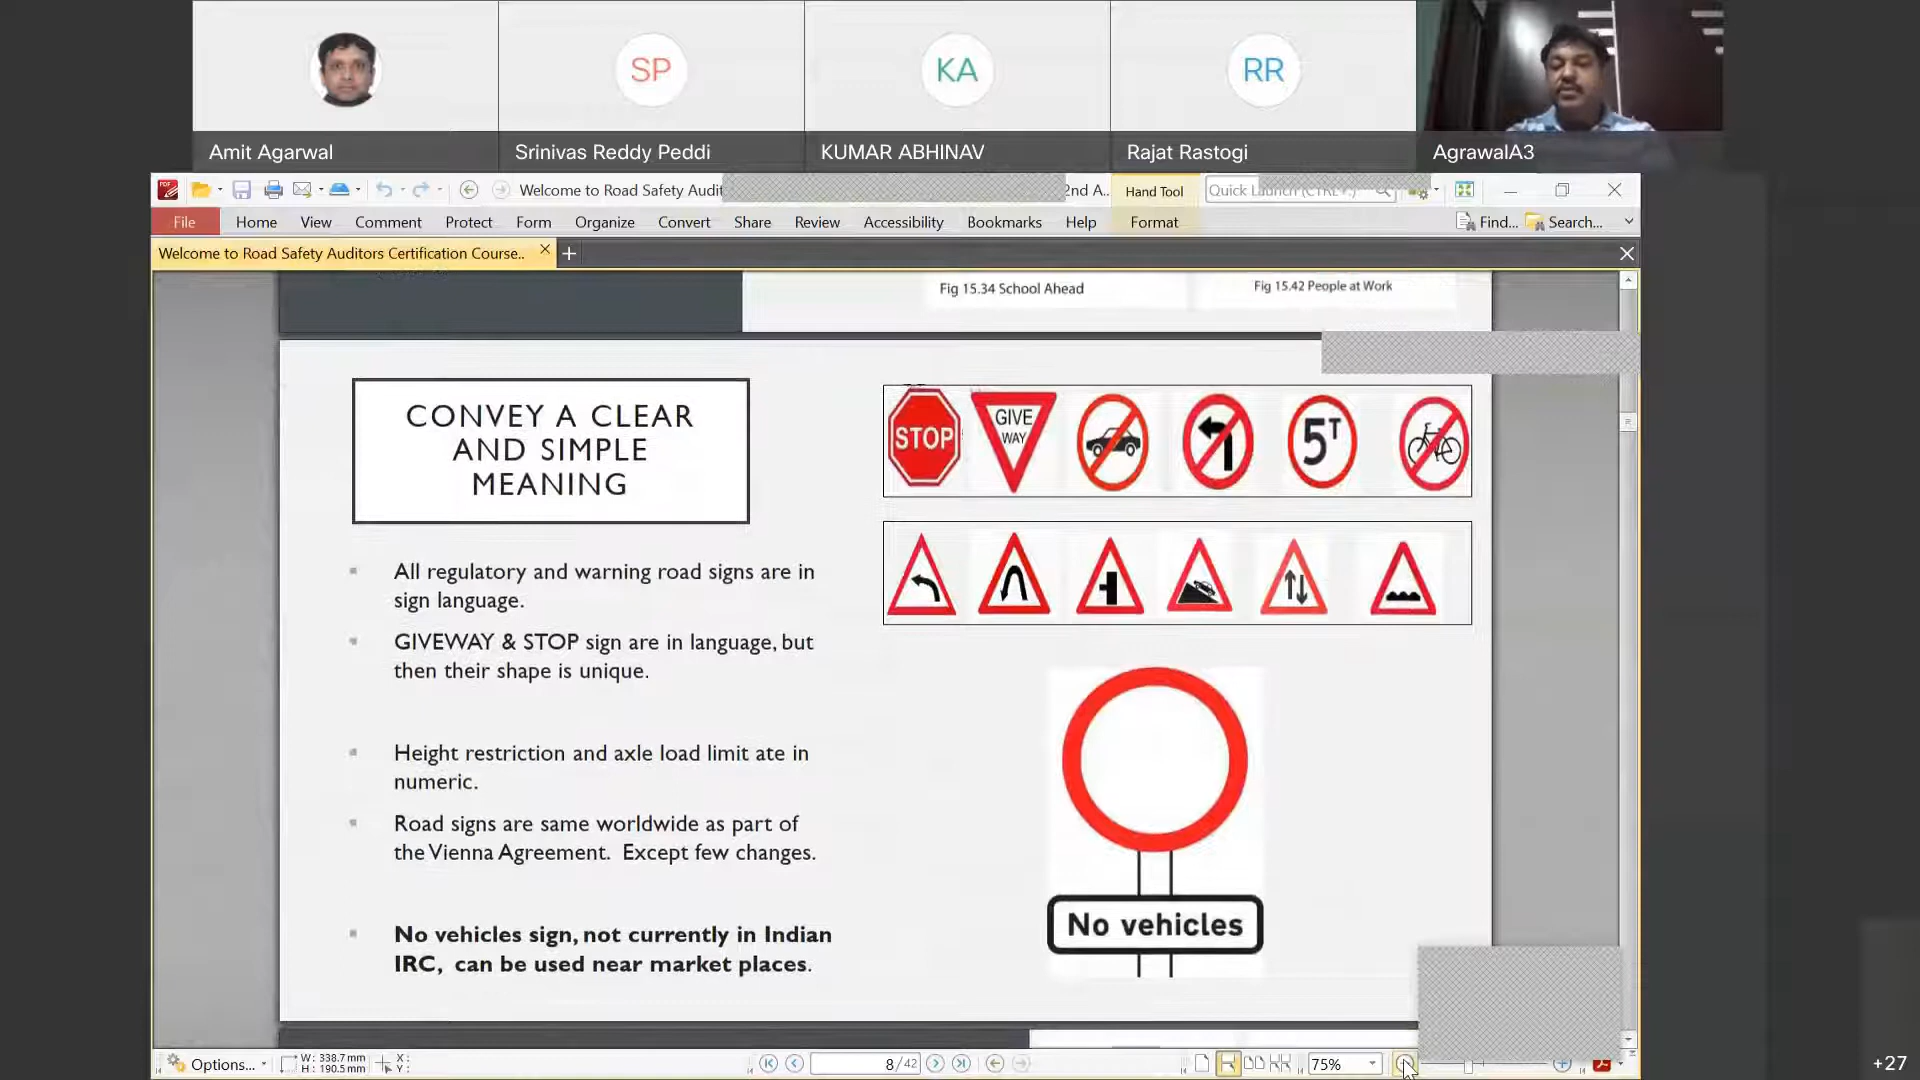 SP
KA
RR
Amit Agarwal
Srinivas Reddy Peddi
KUMAR ABHINAV
Rajat Rastogi
AgrawalA3
Welcome to Road Safety Audit
2nd A..
Hand Tool
Quick Launch (CTRL+.)
File
Home
View
Comment
Protect
Form
Organize
Convert
Share
Review
Accessibility
Bookmarks
Help
Format
Find...
Search...
Welcome to Road Safety Auditors Certification Course..
Fig 15.34 School Ahead
Fig 15.42 People at Work
CONVEY A CLEAR
AND SIMPLE
MEANING
STOP
GIVE
WAY
5T
All regulatory and warning road signs are in
sign language.
GIVEWAY & STOP sign are in language, but
then their shape is unique.
Height restriction and axle load limit ate in
numeric.
Road signs are same worldwide as part of
the Vienna Agreement. Except few changes.
No vehicles sign, not currently in Indian
IRC, can be used near market places.
No vehicles
Options...
W: 338.7 mm
H: 190.5 mm
X:
Y:
8 / 42
75%
+27